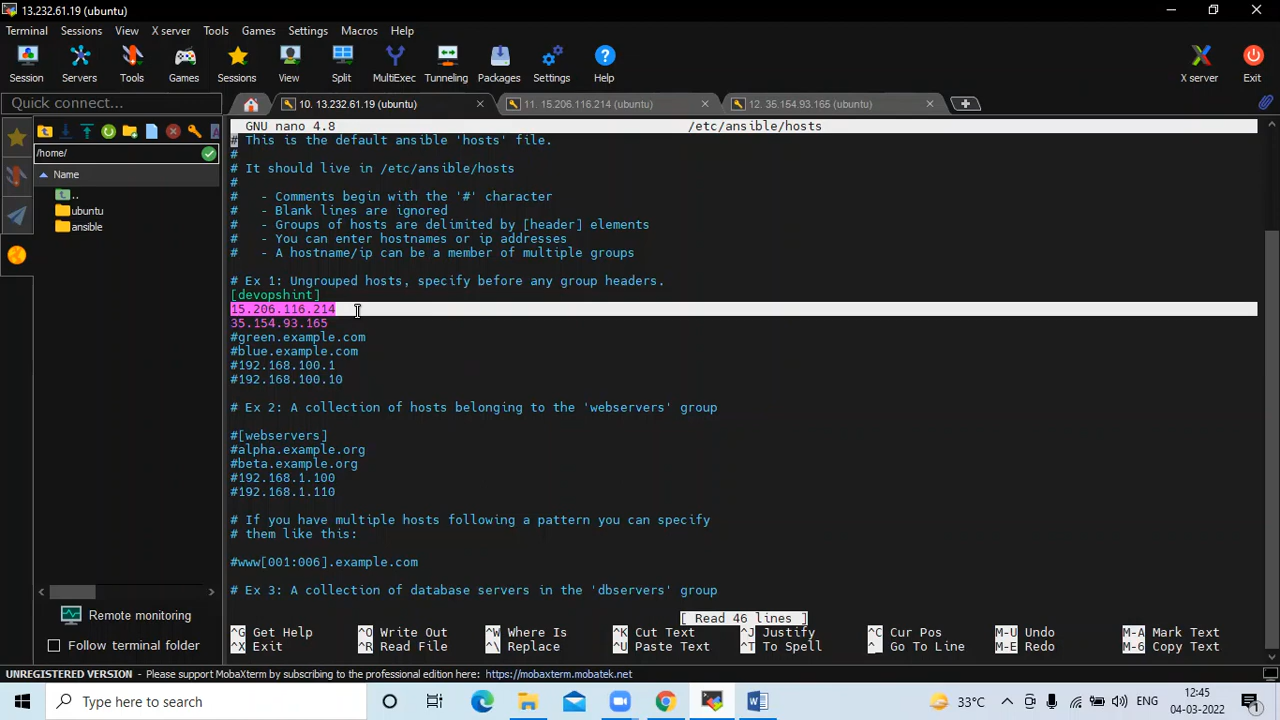 13.232.61.19 (ubuntu)
Terminal Sessions View X server Tools Games Settings Macros Help
Session Servers Tools Games Sessions View Split MultiExec Tunneling Packages Settings Help X server Exit
Quick connect...
10. 13.232.61.19 (ubuntu)
11. 15.206.116.214 (ubuntu)
12. 35.154.93.165 (ubuntu)
/home/
Name
..
ubuntu
ansible
GNU nano 4.8 /etc/ansible/hosts
# This is the default ansible 'hosts' file.
#
# It should live in /etc/ansible/hosts
#
# - Comments begin with the '#' character
# - Blank lines are ignored
# - Groups of hosts are delimited by [header] elements
# - You can enter hostnames or ip addresses
# - A hostname/ip can be a member of multiple groups
# Ex 1: Ungrouped hosts, specify before any group headers.
[devopshint]
15.206.116.214
35.154.93.165
#green.example.com
#blue.example.com
#192.168.100.1
#192.168.100.10
# Ex 2: A collection of hosts belonging to the 'webservers' group
#[webservers]
#alpha.example.org
#beta.example.org
#192.168.1.100
#192.168.1.110
# If you have multiple hosts following a pattern you can specify
# them like this:
#www[001:006].example.com
# Ex 3: A collection of database servers in the 'dbservers' group
[ Read 46 lines ]
^G Get Help ^O Write Out ^W Where Is ^K Cut Text ^J Justify ^C Cur Pos M-U Undo M-A Mark Text
^X Exit ^R Read File ^\ Replace ^U Paste Text ^T To Spell ^_ Go To Line M-E Redo M-6 Copy Text
Remote monitoring
Follow terminal folder
UNREGISTERED VERSION - Please support MobaXterm by subscribing to the professional edition here: https://mobaxterm.mobatek.net
Type here to search
33°C
ENG
12:45
04-03-2022
1